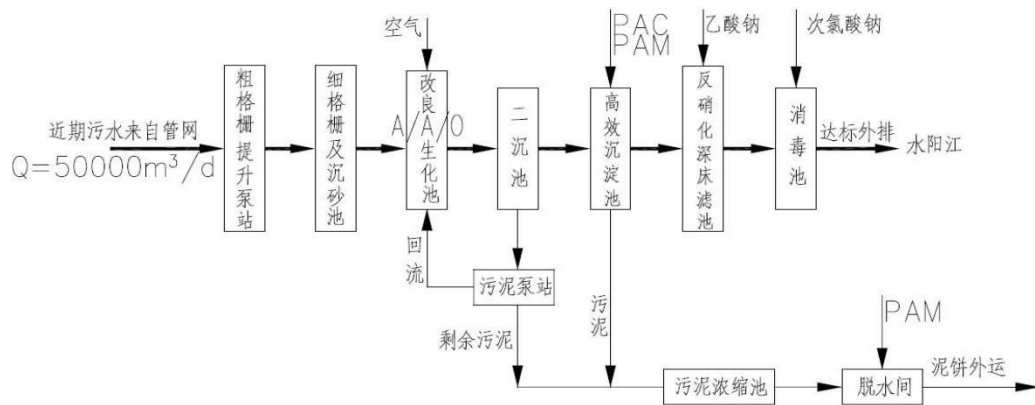 空气
PAC
PAM
乙酸钠
次氯酸钠
近期污水来自管网
Q=50000m³/d
粗格栅提升泵站
细格栅及沉砂池
改良A/A/O生化池
二沉池
高效沉淀池
反硝化深床滤池
消毒池
达标外排
水阳江
回流
污泥泵站
剩余污泥
污泥
PAM
污泥浓缩池
脱水间
泥饼外运